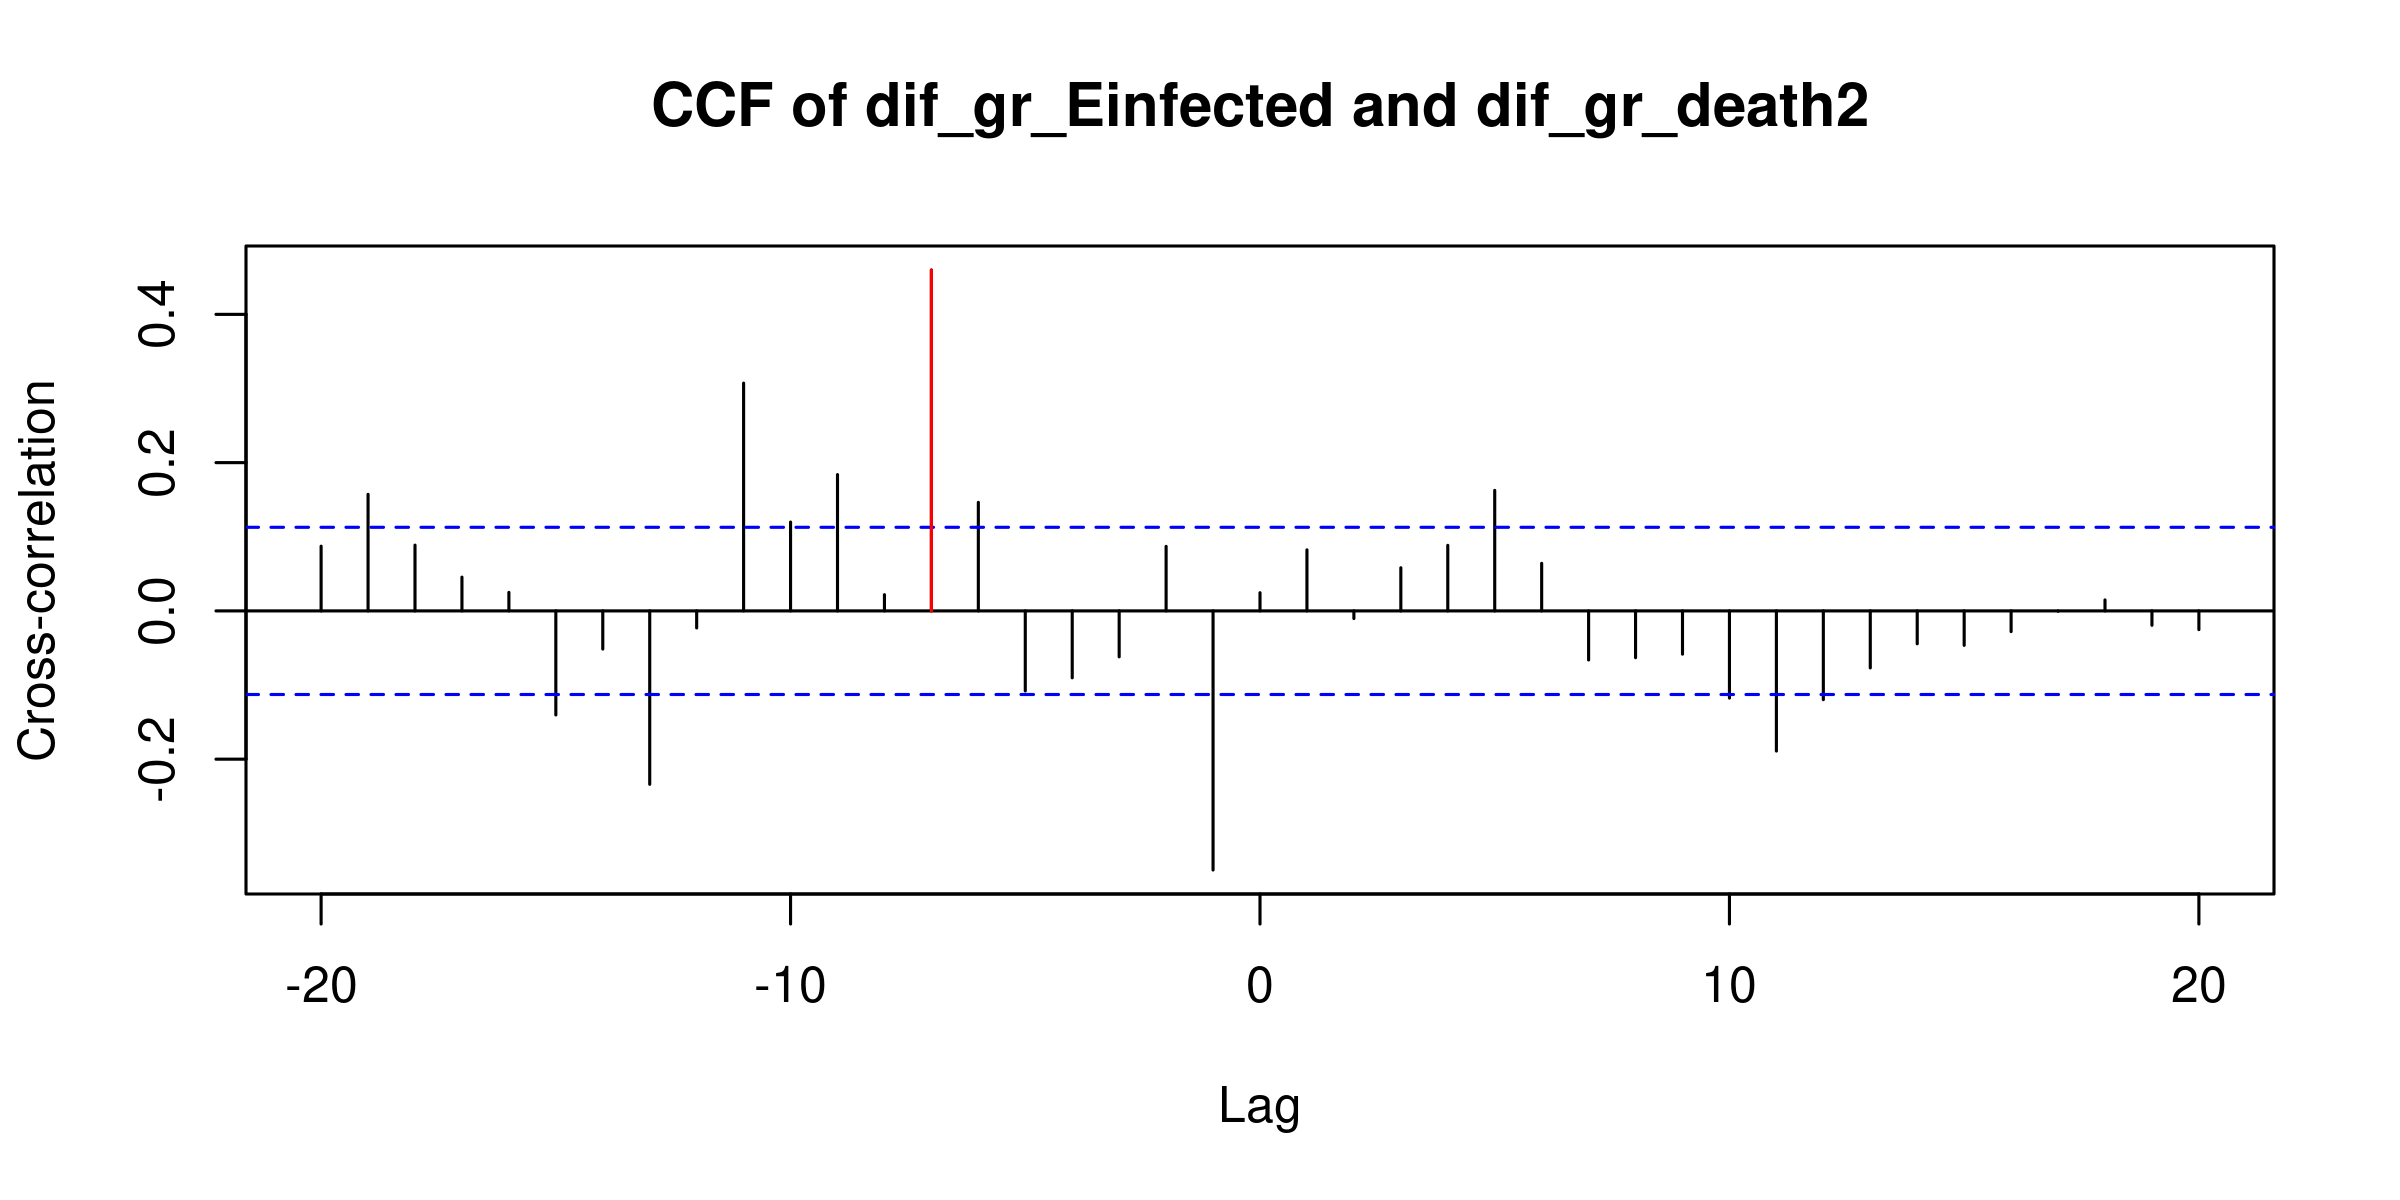 CCF of dif_gr_Einfected and dif_gr_death2
Cross-correlation
0.4
0.2
0.0
-0.2
-20 -10 0 10 20
Lag